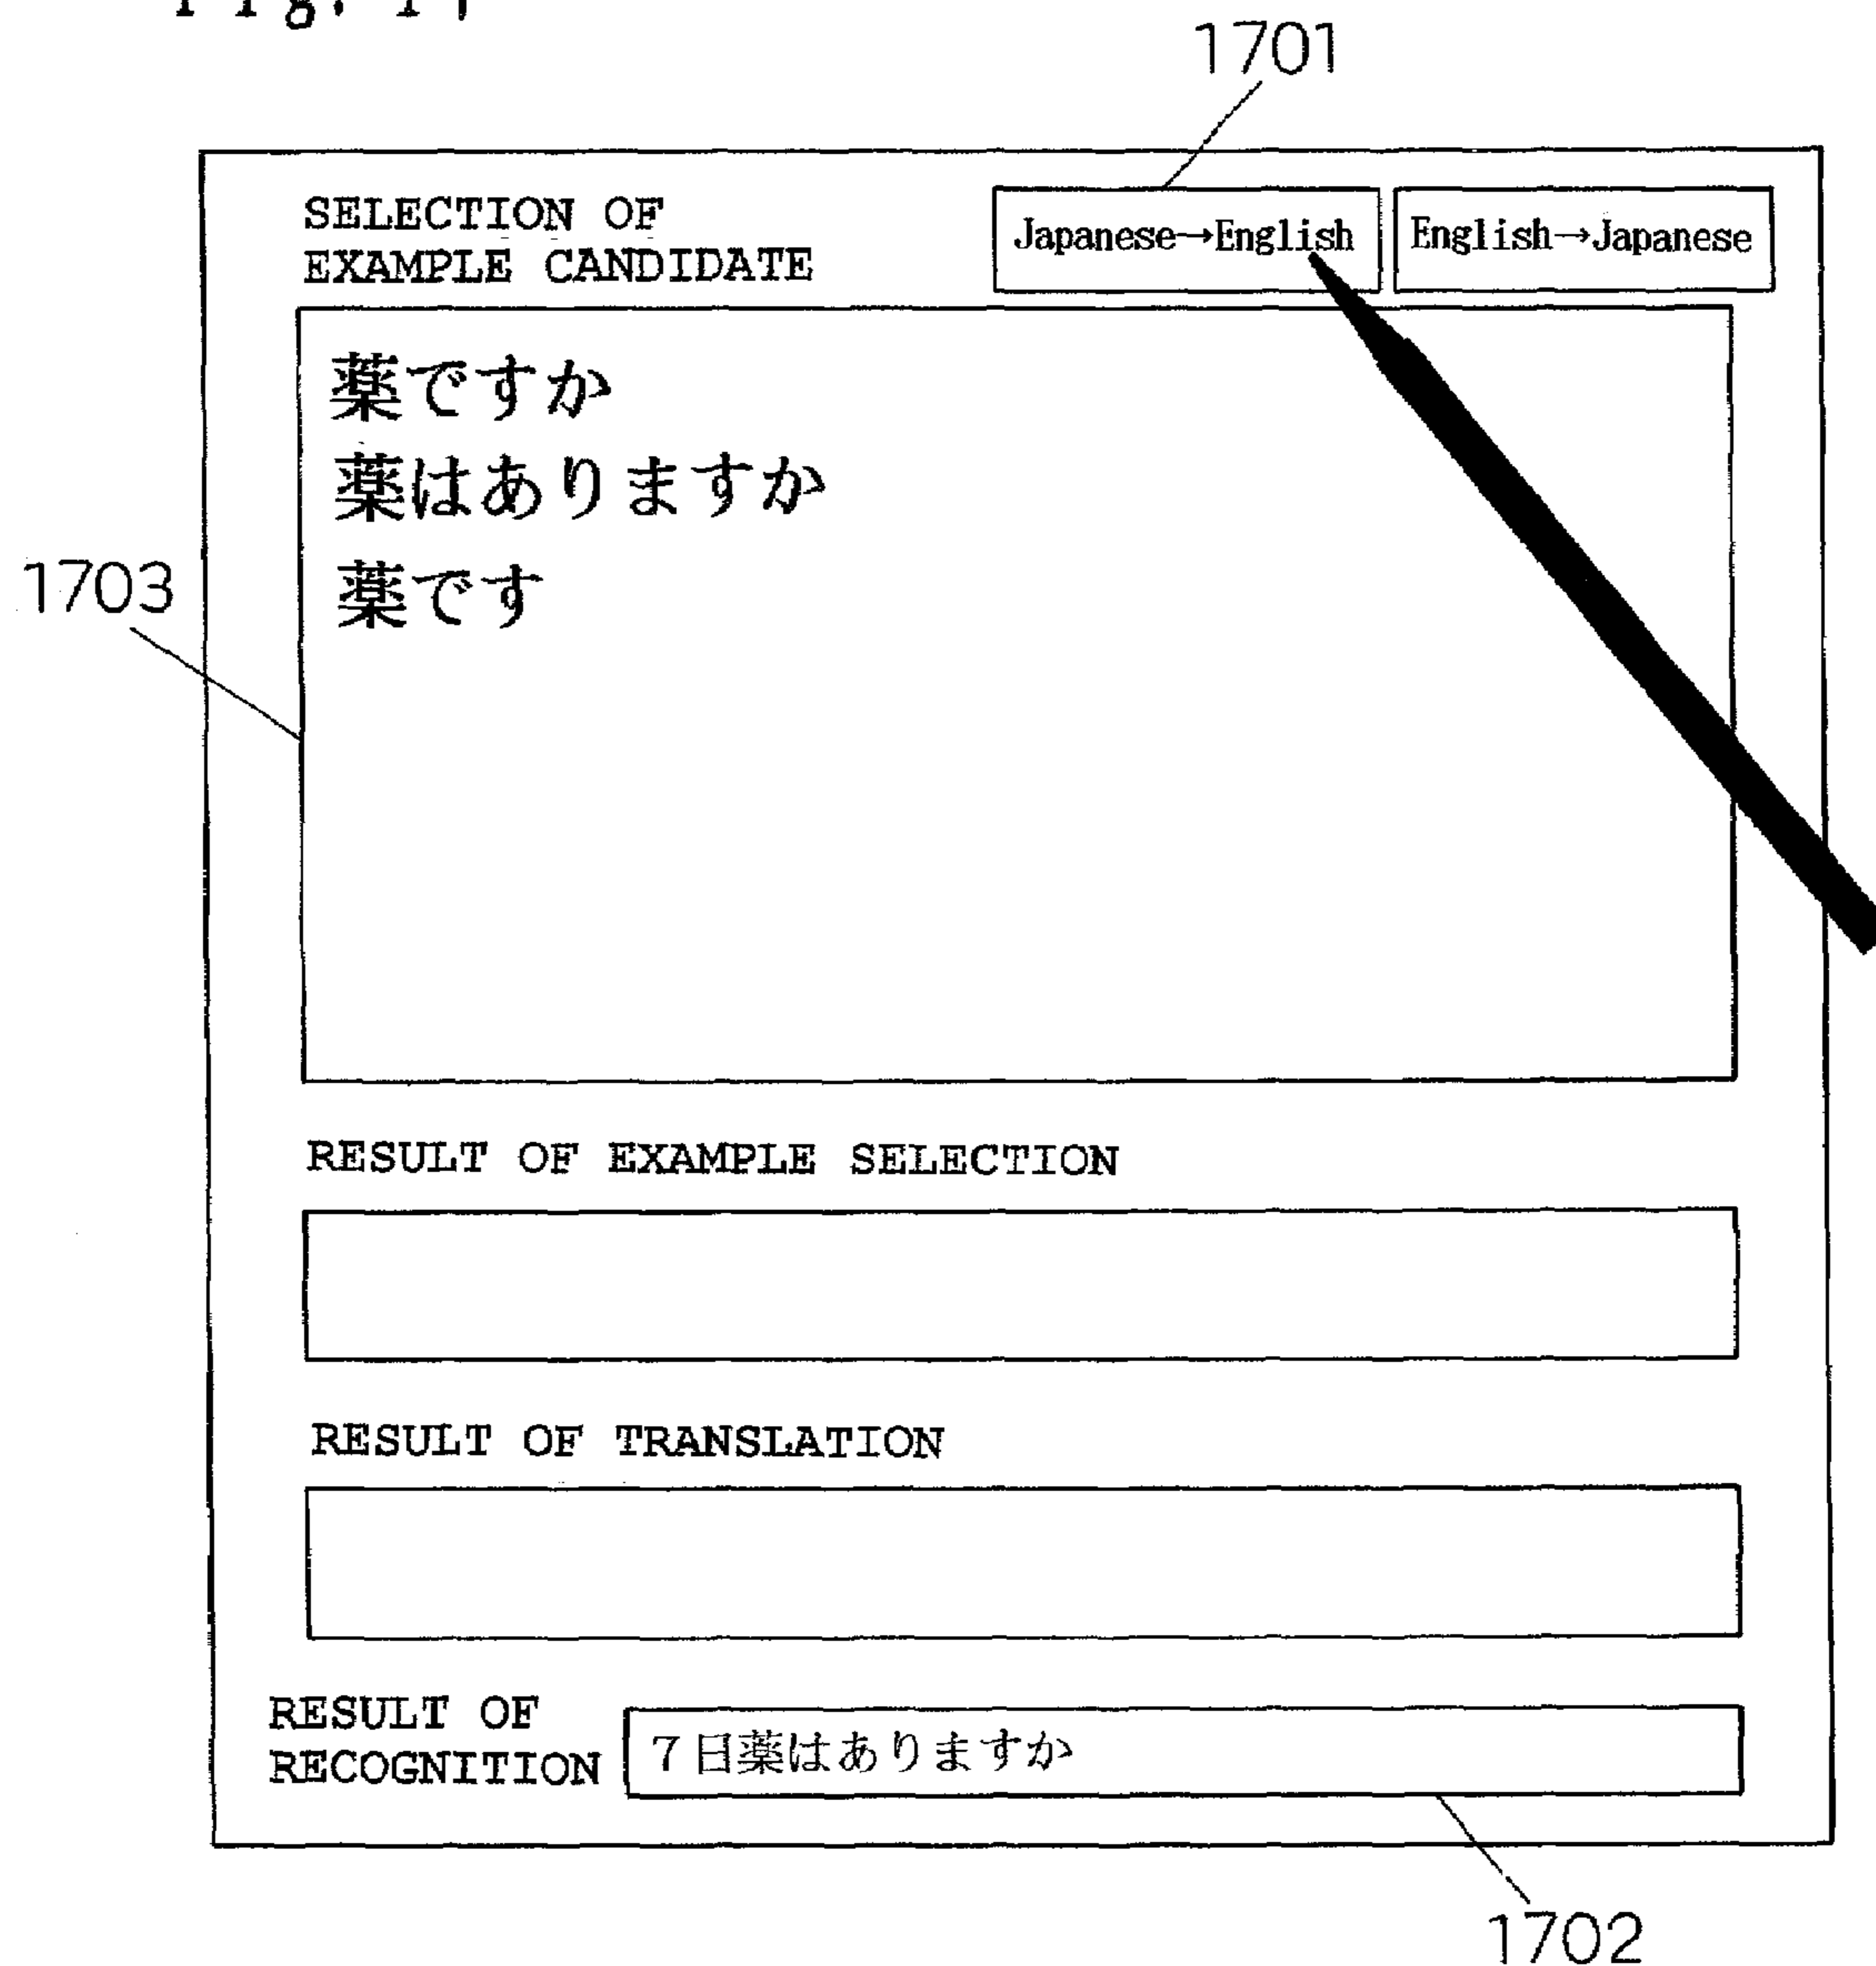 1701
SELECTION OF
EXAMPLE CANDIDATE
Japanese→English
English→Japanese
薬ですか
薬はありますか
薬です
1703
RESULT OF EXAMPLE SELECTION
RESULT OF TRANSLATION
RESULT OF
RECOGNITION
7日薬はありますか
1702